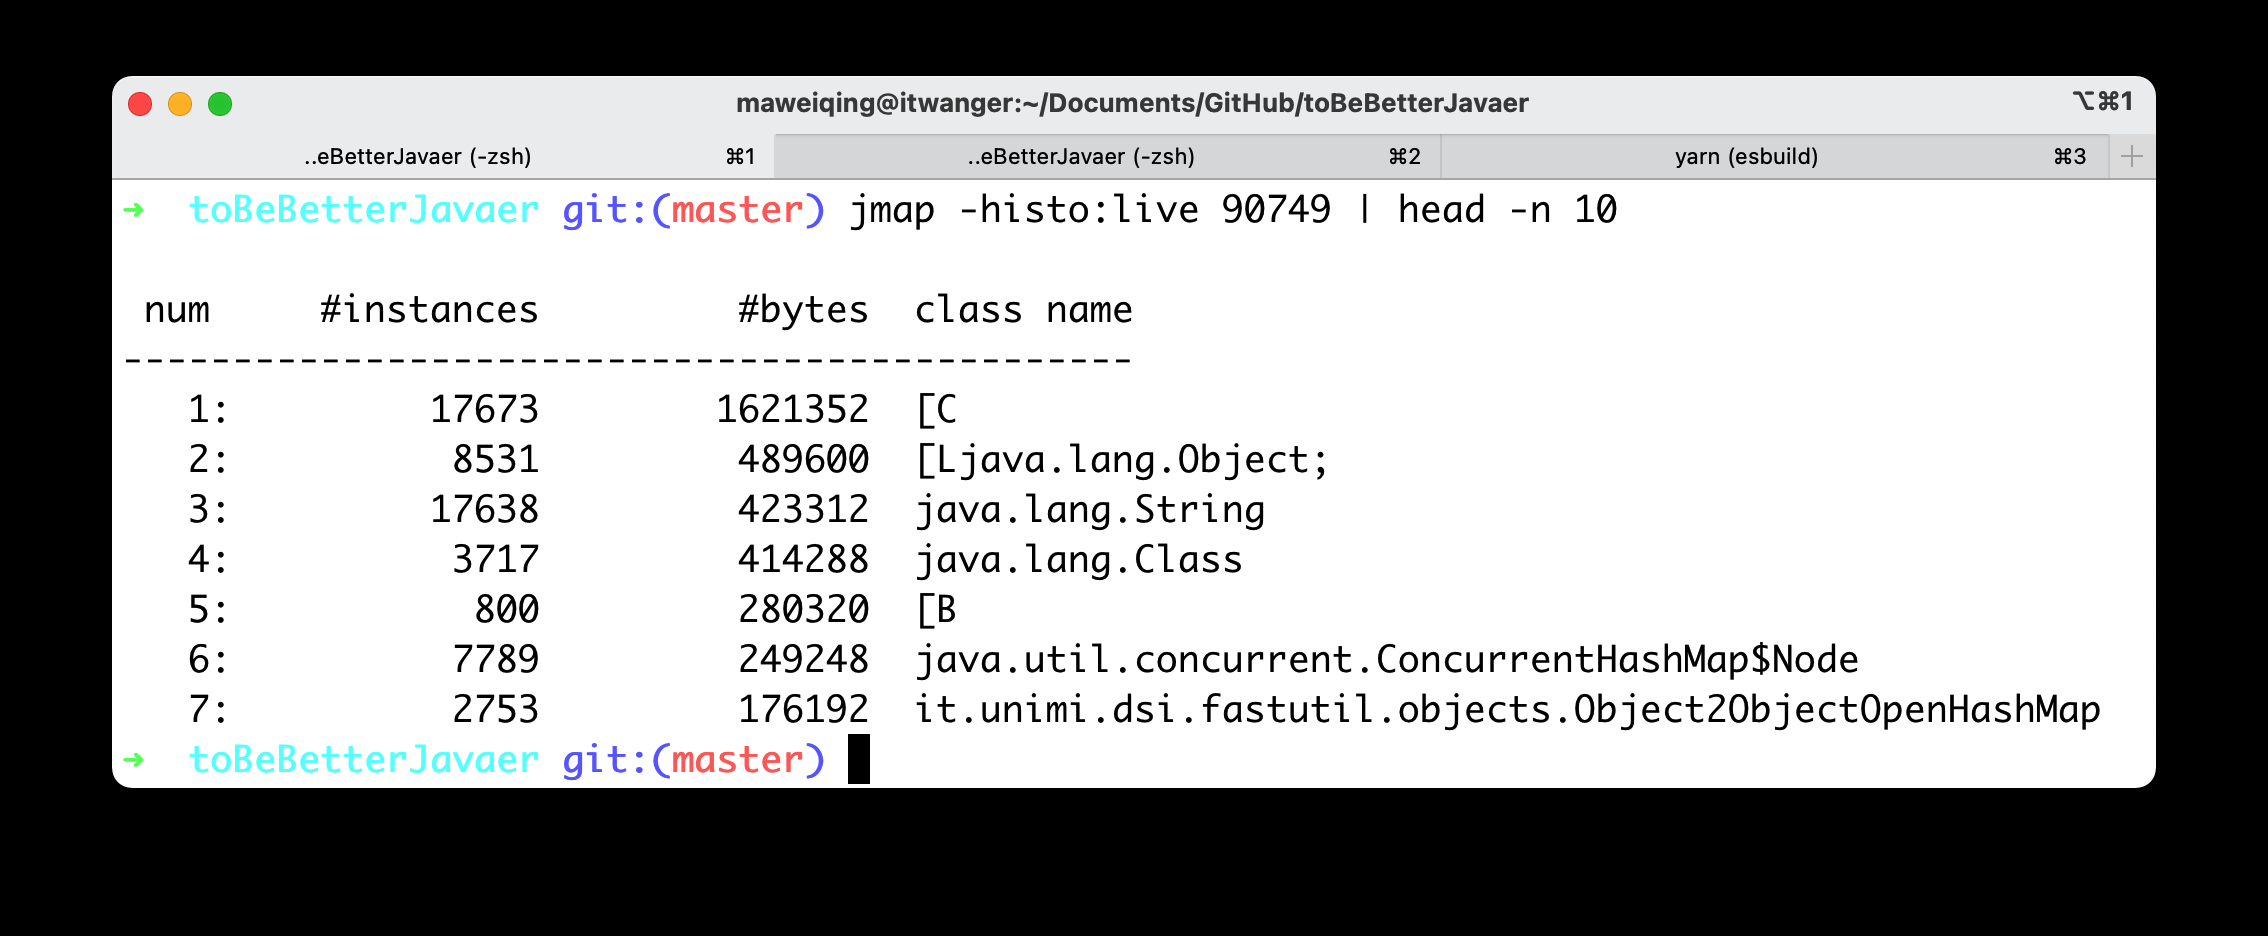 maweiqing@itwanger:~/Documents/GitHub/toBeBetterJavaer ⌥⌘1
..eBetterJavaer (-zsh) ⌘1 ..eBetterJavaer (-zsh) ⌘2 yarn (esbuild) ⌘3 +
➜  toBeBetterJavaer git:(master) jmap -histo:live 90749 | head -n 10
 num     #instances         #bytes  class name
----------------------------------------------
   1:         17673        1621352  [C
   2:          8531         489600  [Ljava.lang.Object;
   3:         17638         423312  java.lang.String
   4:          3717         414288  java.lang.Class
   5:           800         280320  [B
   6:          7789         249248  java.util.concurrent.ConcurrentHashMap$Node
   7:          2753         176192  it.unimi.dsi.fastutil.objects.Object2ObjectOpenHashMap
➜  toBeBetterJavaer git:(master)